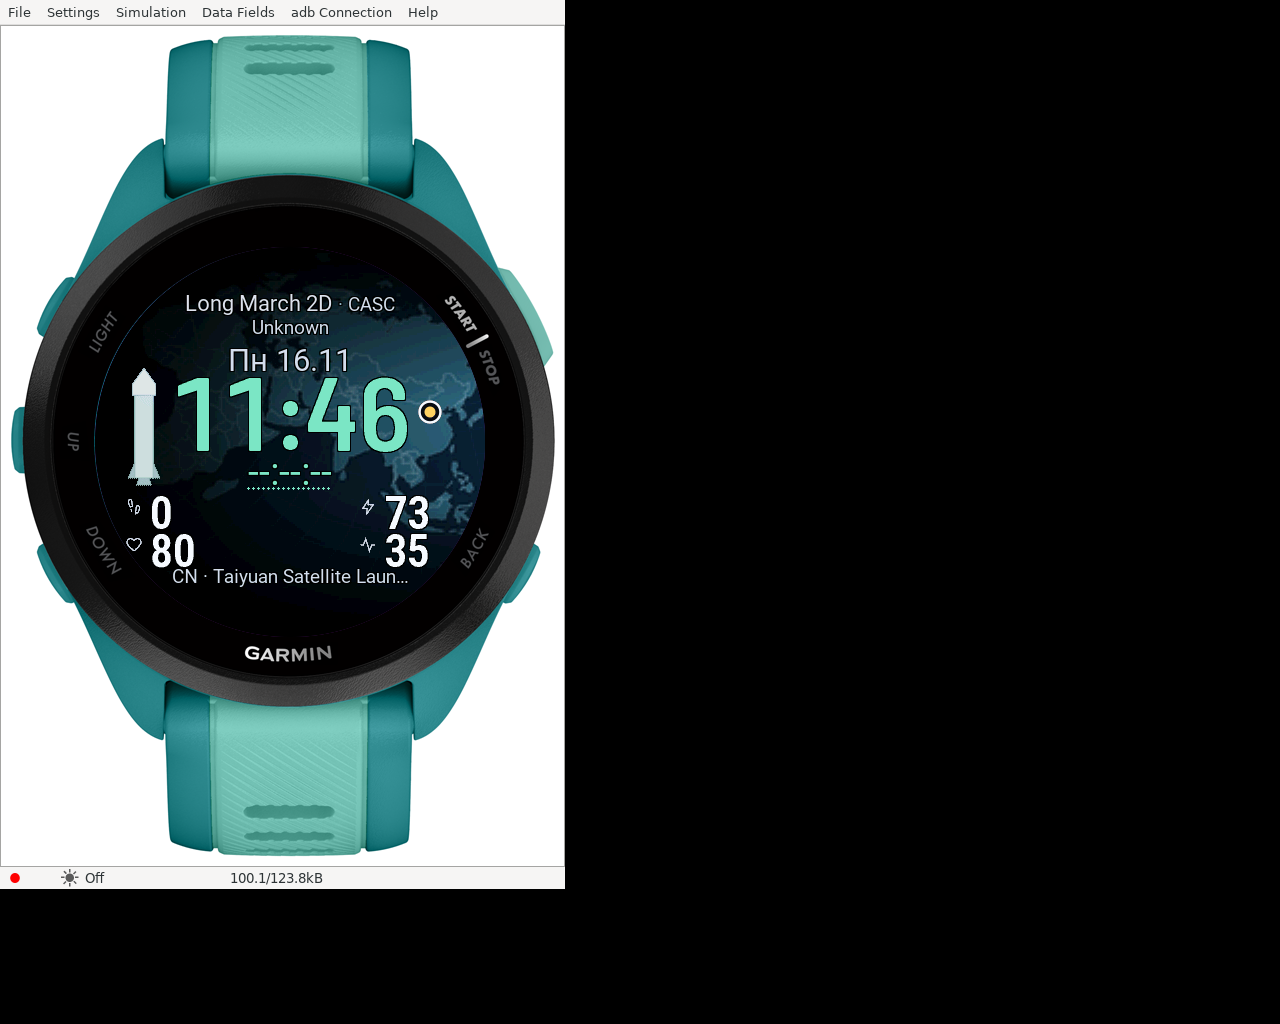 File Settings Simulation Data Fields adb Connection Help
LIGHT
START
STOP
UP
DOWN
BACK
Long March 2D · CASC
Unknown
Пн 16.11
11:46
--:--:--
0 73
80 35
CN · Taiyuan Satellite Laun...
GARMIN
Off 100.1/123.8kB